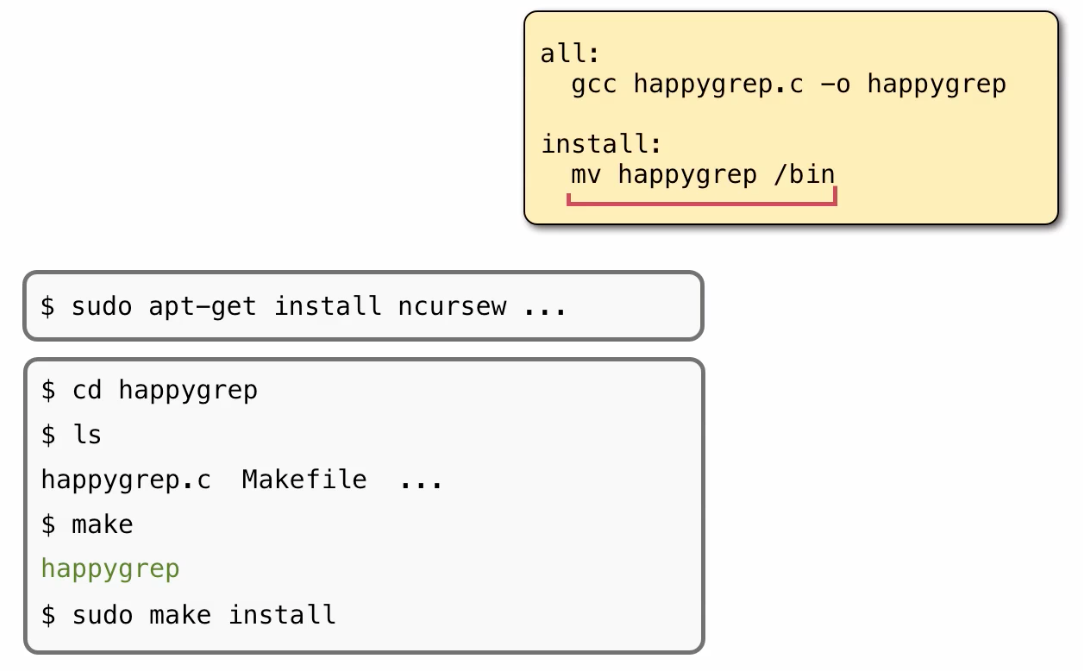 all:
gcc happygrep.c -o happygrep
install:
mv happygrep /bin
$ sudo apt-get install ncursew ...
$ cd happygrep
$ ls
happygrep.c Makefile ...
$ make
happygrep
$ sudo make install